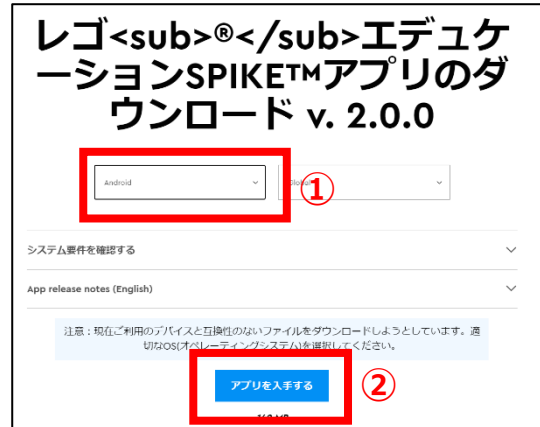 レゴ<sub>®</sub>エデュケ
ーションSPIKE™アプリのダ
ウンロード v. 2.0.0
Android
Global
①
システム要件を確認する
App release notes (English)
注意：現在ご利用のデバイスと互換性のないファイルをダウンロードしようとしています。適
切なOS(オペレーティングシステム)を選択してください。
アプリを入手する
②